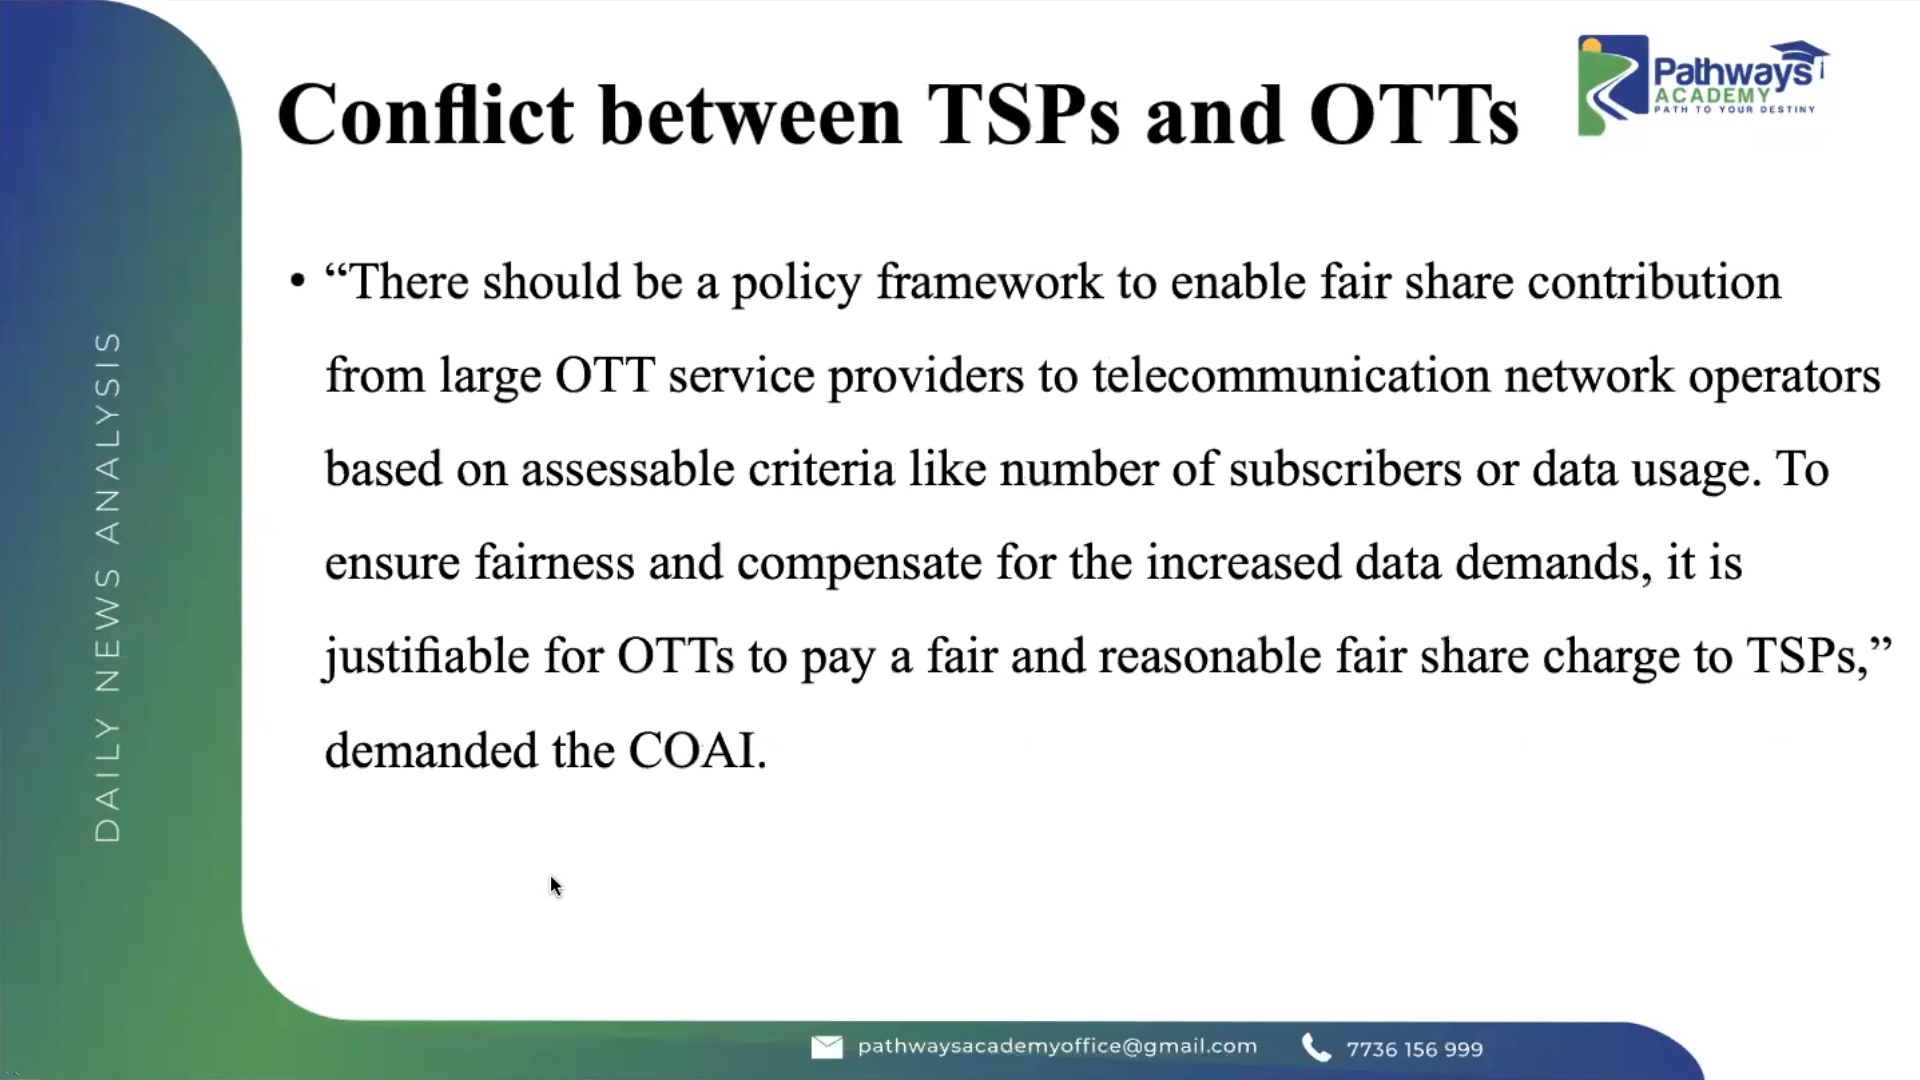 Conflict between TSPs and OTTs
Pathways
ACADEMY
PATH TO YOUR DESTINY
• “There should be a policy framework to enable fair share contribution
from large OTT service providers to telecommunication network operators
based on assessable criteria like number of subscribers or data usage. To
ensure fairness and compensate for the increased data demands, it is
justifiable for OTTs to pay a fair and reasonable fair share charge to TSPs,”
demanded the COAI.
DAILY NEWS ANALYSIS
pathwaysacademyoffice@gmail.com
7736 156 999